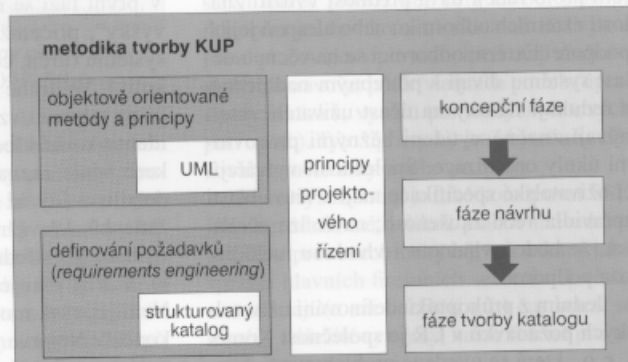 metodika tvorby KUP
objektově orientované
metody a principy
UML
definování požadavků
(requirements engineering)
strukturovaný
katalog
principy
projekto-
vého
řízení
koncepční fáze
fáze návrhu
fáze tvorby katalogu